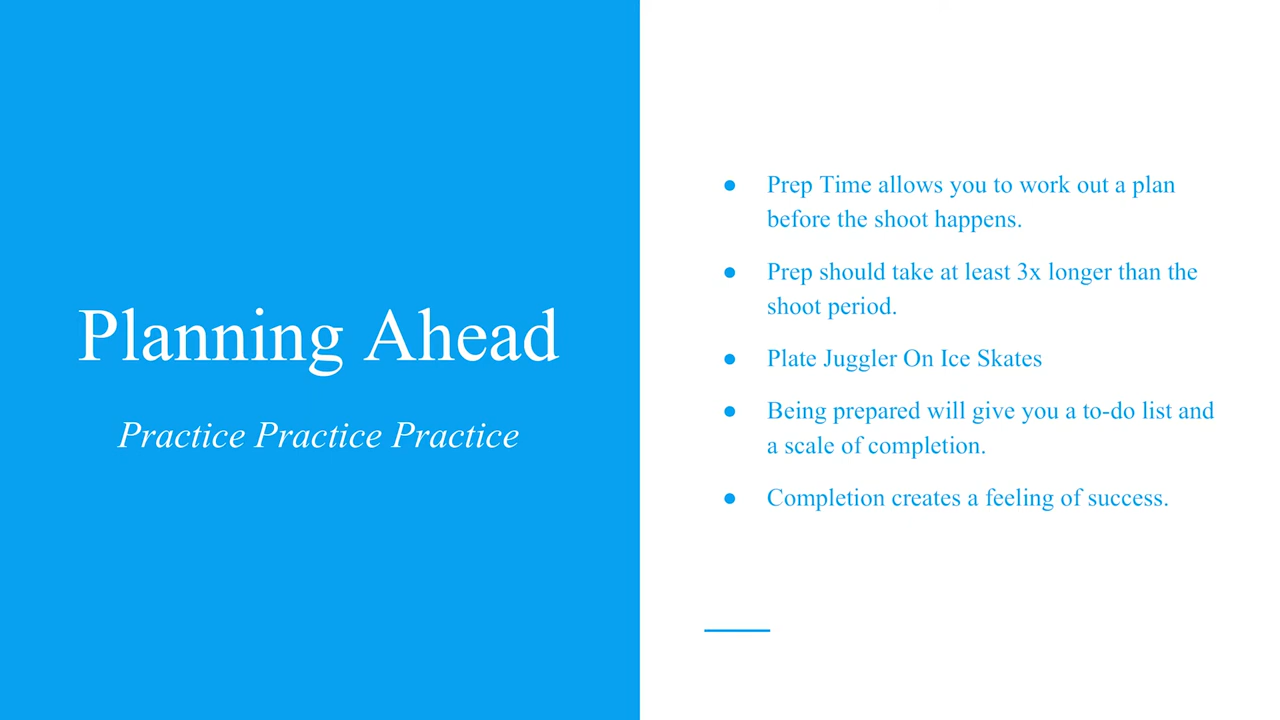 Planning Ahead
Practice Practice Practice
● Prep Time allows you to work out a plan
before the shoot happens.
● Prep should take at least 3x longer than the
shoot period.
● Plate Juggler On Ice Skates
● Being prepared will give you a to-do list and
a scale of completion.
● Completion creates a feeling of success.